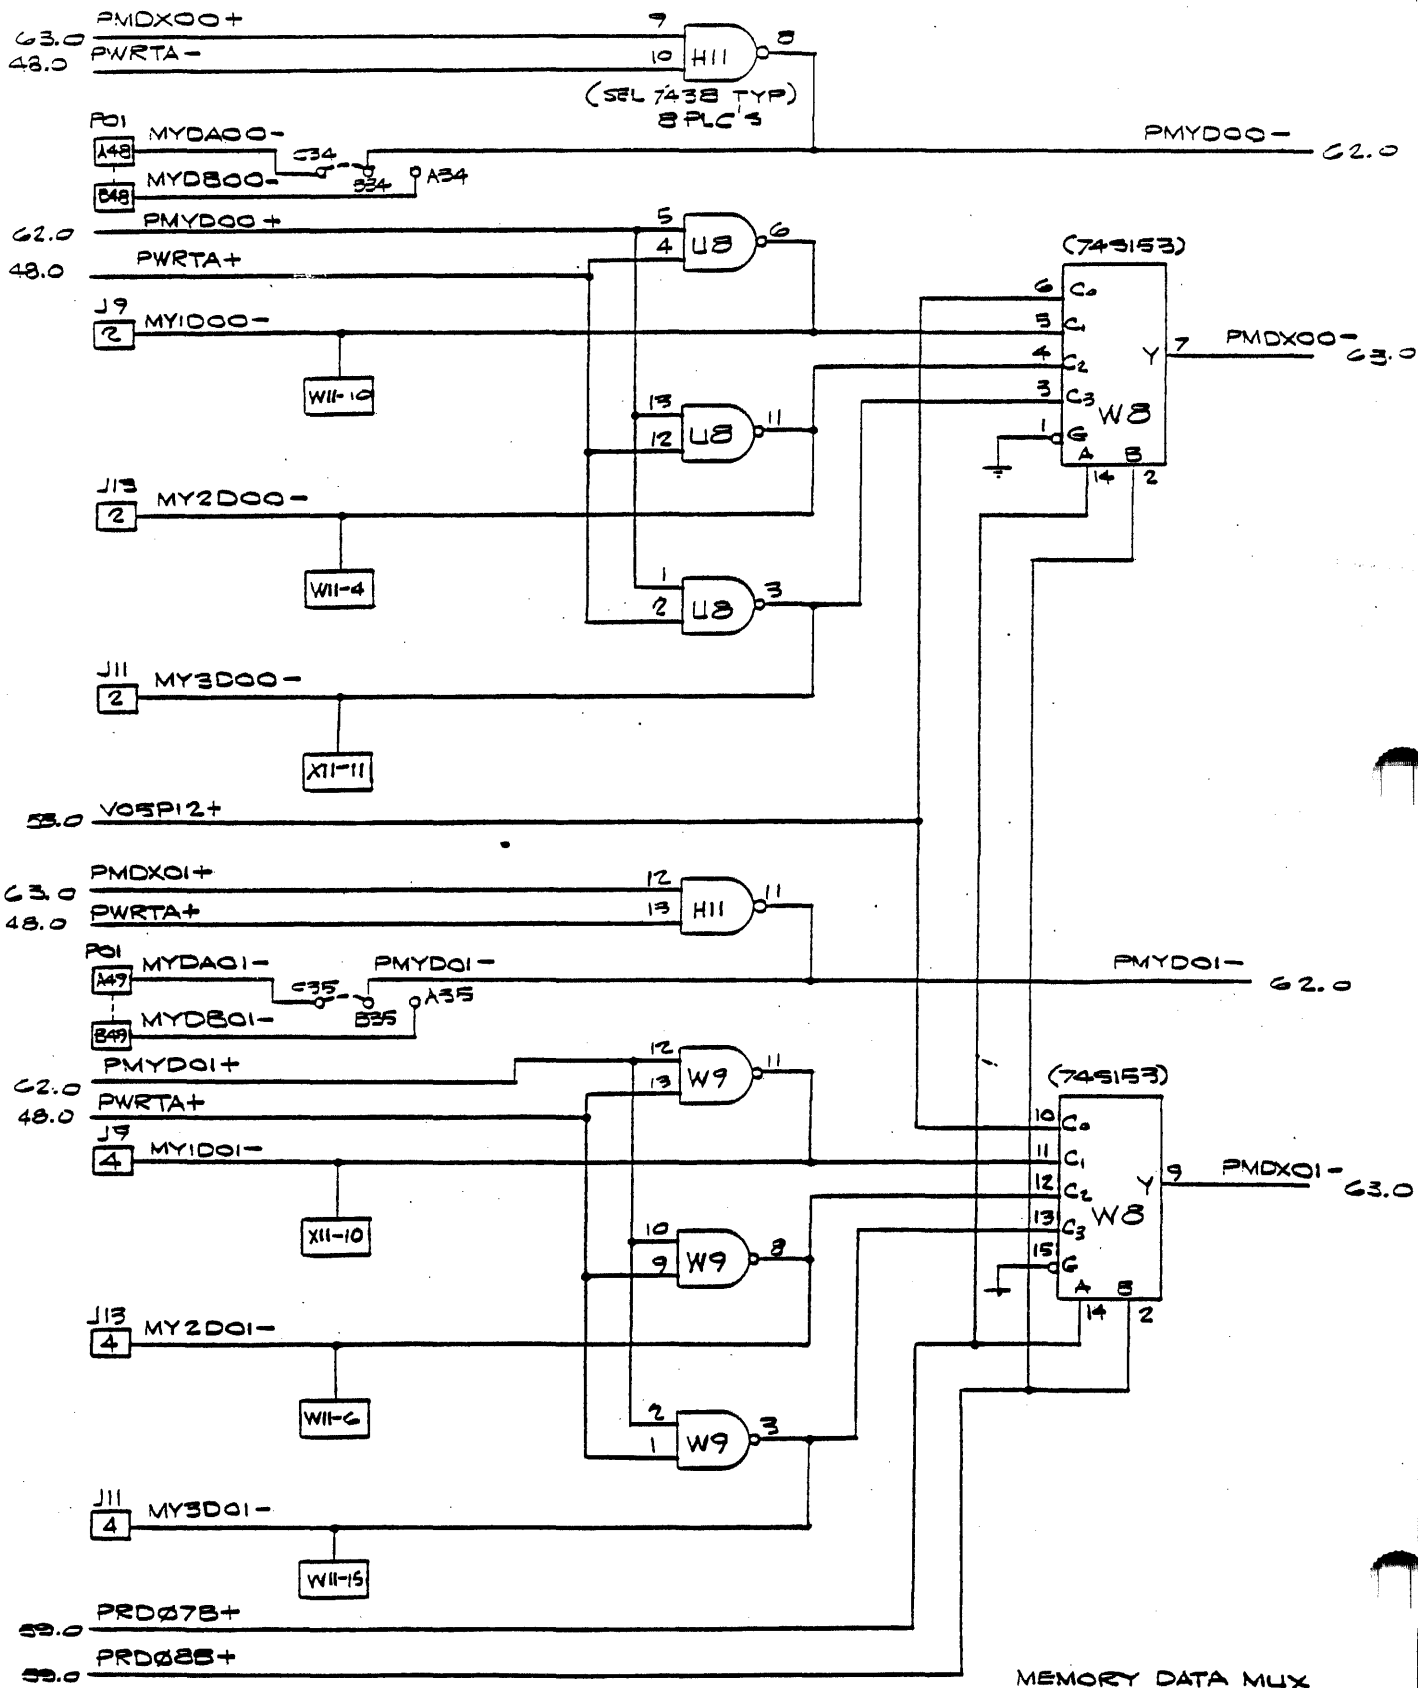 PMDX00+
63.0
PWRTA-
48.0
9
10
H11
8
(SEL 7438 TYP)
8 PLC'S
P01
A48
MYDA00-
C34
B34
A34
B48
MYDB00-
PMYD00-
62.0
PMYD00+
62.0
PWRTA+
48.0
5
4
U8
6
J9
2
MY1D00-
W11-10
13
12
U8
11
J13
2
MY2D00-
W11-4
1
2
U8
3
J11
2
MY3D00-
X11-11
(74S153)
6 C0
5 C1
4 C2
3 C3
1 G
Y 7
W8
A B
14 2
PMDX00-
63.0
V05P12+
PMDX01+
63.0
PWRTA+
48.0
12
13
H11
11
P01
A49
MYDA01-
C35
B35
A35
PMYD01-
B49
MYDB01-
PMYD01-
62.0
PMYD01+
62.0
PWRTA+
48.0
12
13
W9
11
J9
4
MY1D01-
X11-10
10
9
W9
8
J13
4
MY2D01-
W11-6
2
1
W9
3
J11
4
MY3D01-
W11-15
(74S153)
10 C0
11 C1
12 C2
13 C3
15 G
Y 9
W8
A B
14 2
PMDX01-
63.0
PRDØ7B+
59.0
PRDØ8B+
59.0
MEMORY DATA MUX